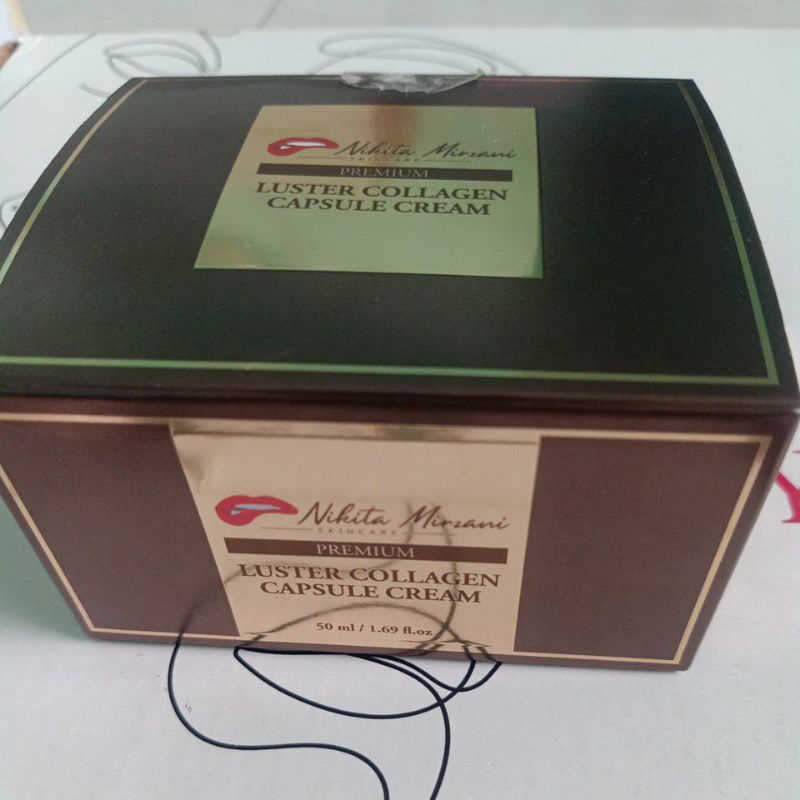 Nikita Mirzani
SKINCARE
PREMIUM
LUSTER COLLAGEN
CAPSULE CREAM
Nikita Mirzani
SKINCARE
PREMIUM
LUSTER COLLAGEN
CAPSULE CREAM
50 ml / 1.69 fl.oz
Y